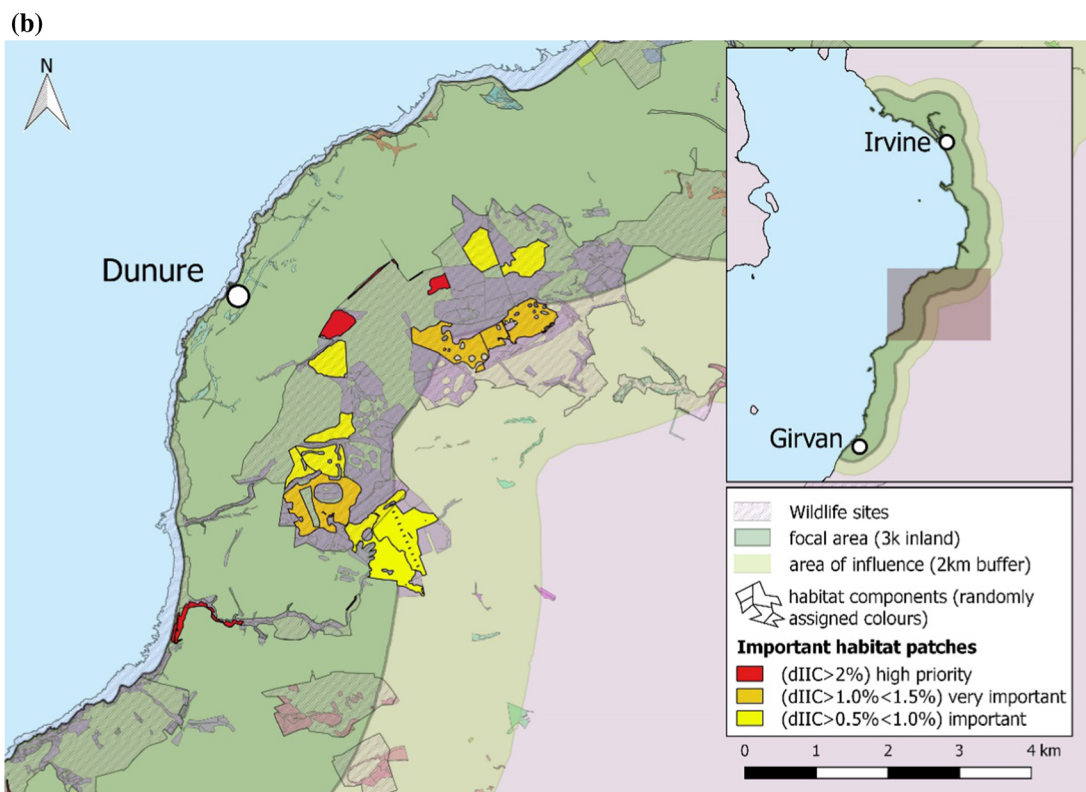 (b)
N
Dunure
Irvine
Girvan
Wildlife sites
focal area (3k inland)
area of influence (2km buffer)
habitat components (randomly
assigned colours)
Important habitat patches
(dIIC>2%) high priority
(dIIC>1.0%<1.5%) very important
(dIIC>0.5%<1.0%) important
0 1 2 3 4 km